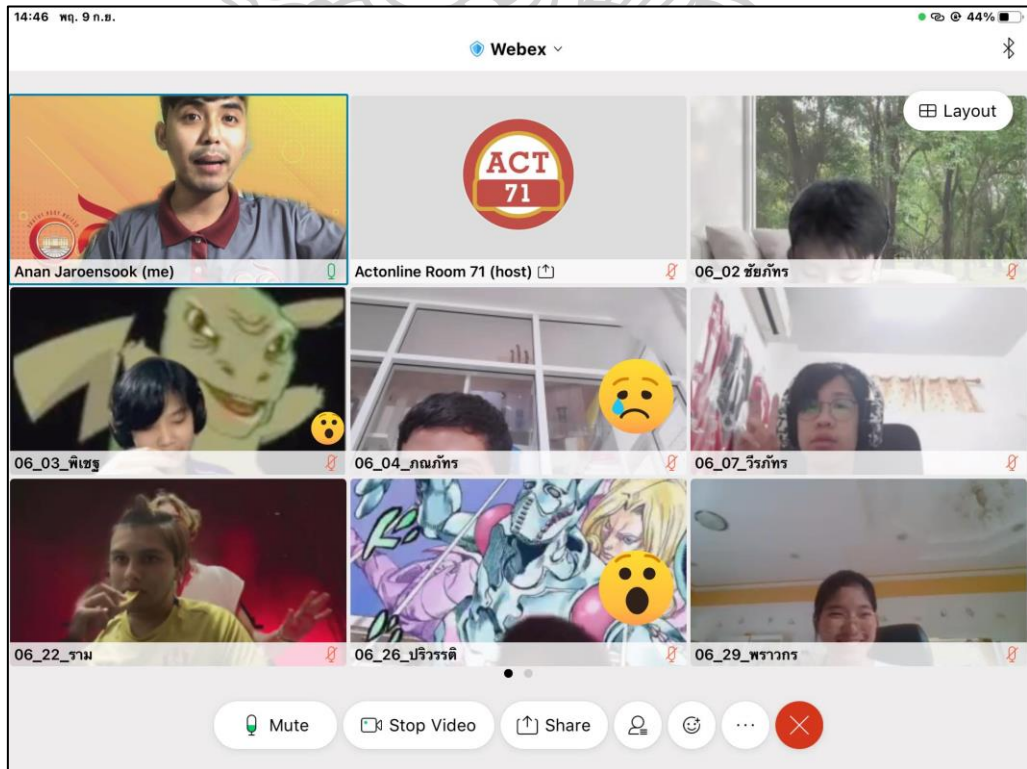 14:46 พฤ. 9 ก.ย.
44%
Webex
Layout
ACT
71
Anan Jaroensook (me)
Actonline Room 71 (host)
06_02 ชัยภัทร
06_03_พิเชฐ
06_04_ภณภัทร
06_07_วีรภัทร
06_22_ราม
06_26_ปริวรรติ
06_29_พราวกร
Mute
Stop Video
Share